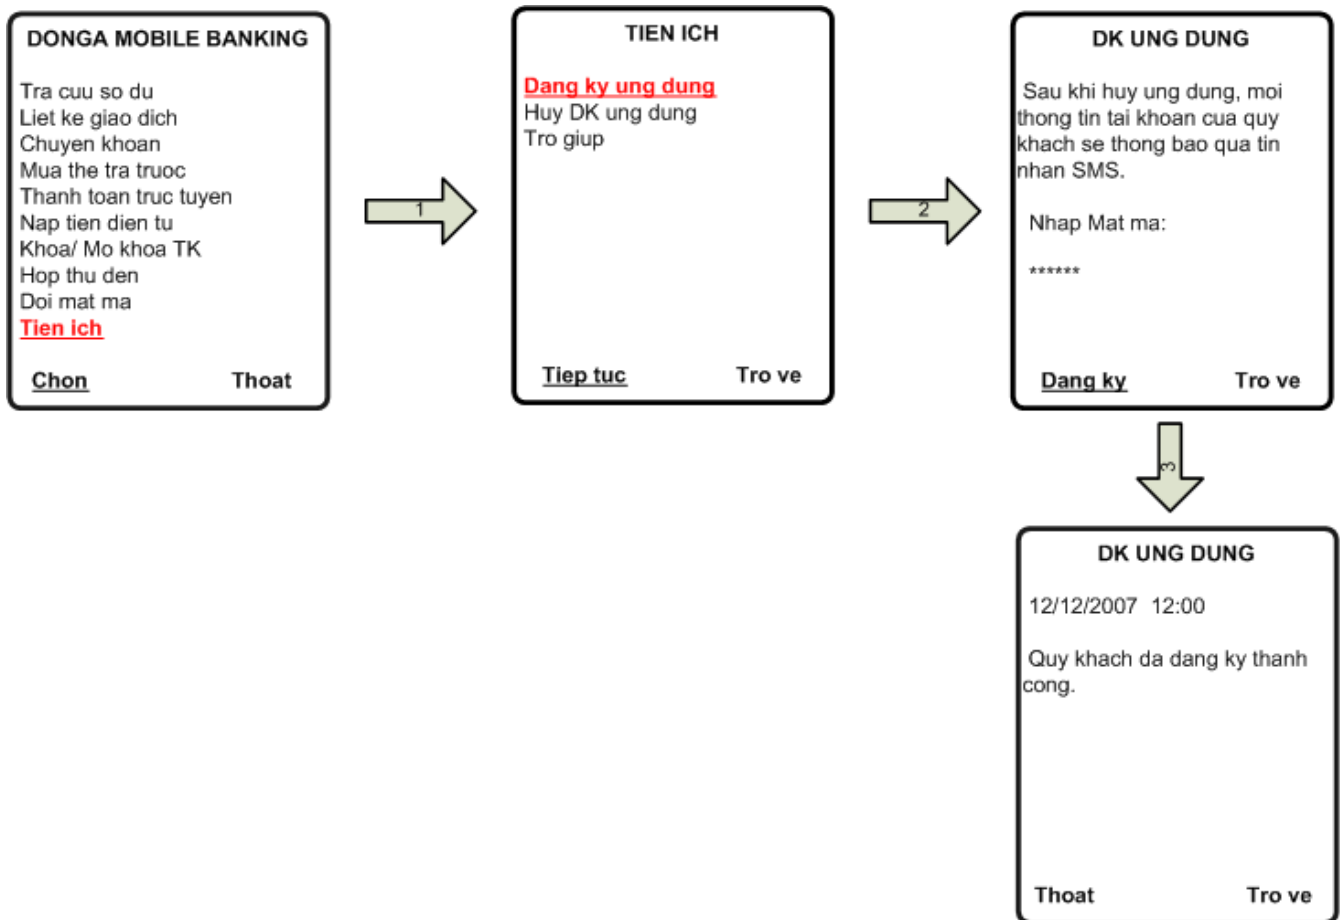 DONGA MOBILE BANKING
Tra cuu so du
Liet ke giao dich
Chuyen khoan
Mua the tra truoc
Thanh toan truc tuyen
Nap tien dien tu
Khoa/ Mo khoa TK
Hop thu den
Doi mat ma
Tien ich
Chon Thoat
1
TIEN ICH
Dang ky ung dung
Huy DK ung dung
Tro giup
Tiep tuc Tro ve
2
DK UNG DUNG
Sau khi huy ung dung, moi
thong tin tai khoan cua quy
khach se thong bao qua tin
nhan SMS.
Nhap Mat ma:
******
Dang ky Tro ve
3
DK UNG DUNG
12/12/2007 12:00
Quy khach da dang ky thanh
cong.
Thoat Tro ve